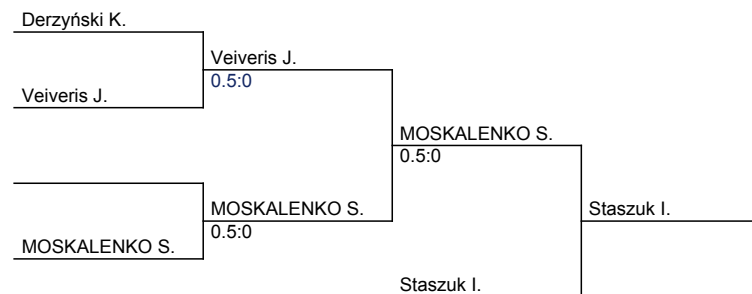 Derzyński K.
Veiveris J.
0.5:0
Veiveris J.
MOSKALENKO S.
0.5:0
MOSKALENKO S.
0.5:0
Staszuk I.
MOSKALENKO S.
Staszuk I.